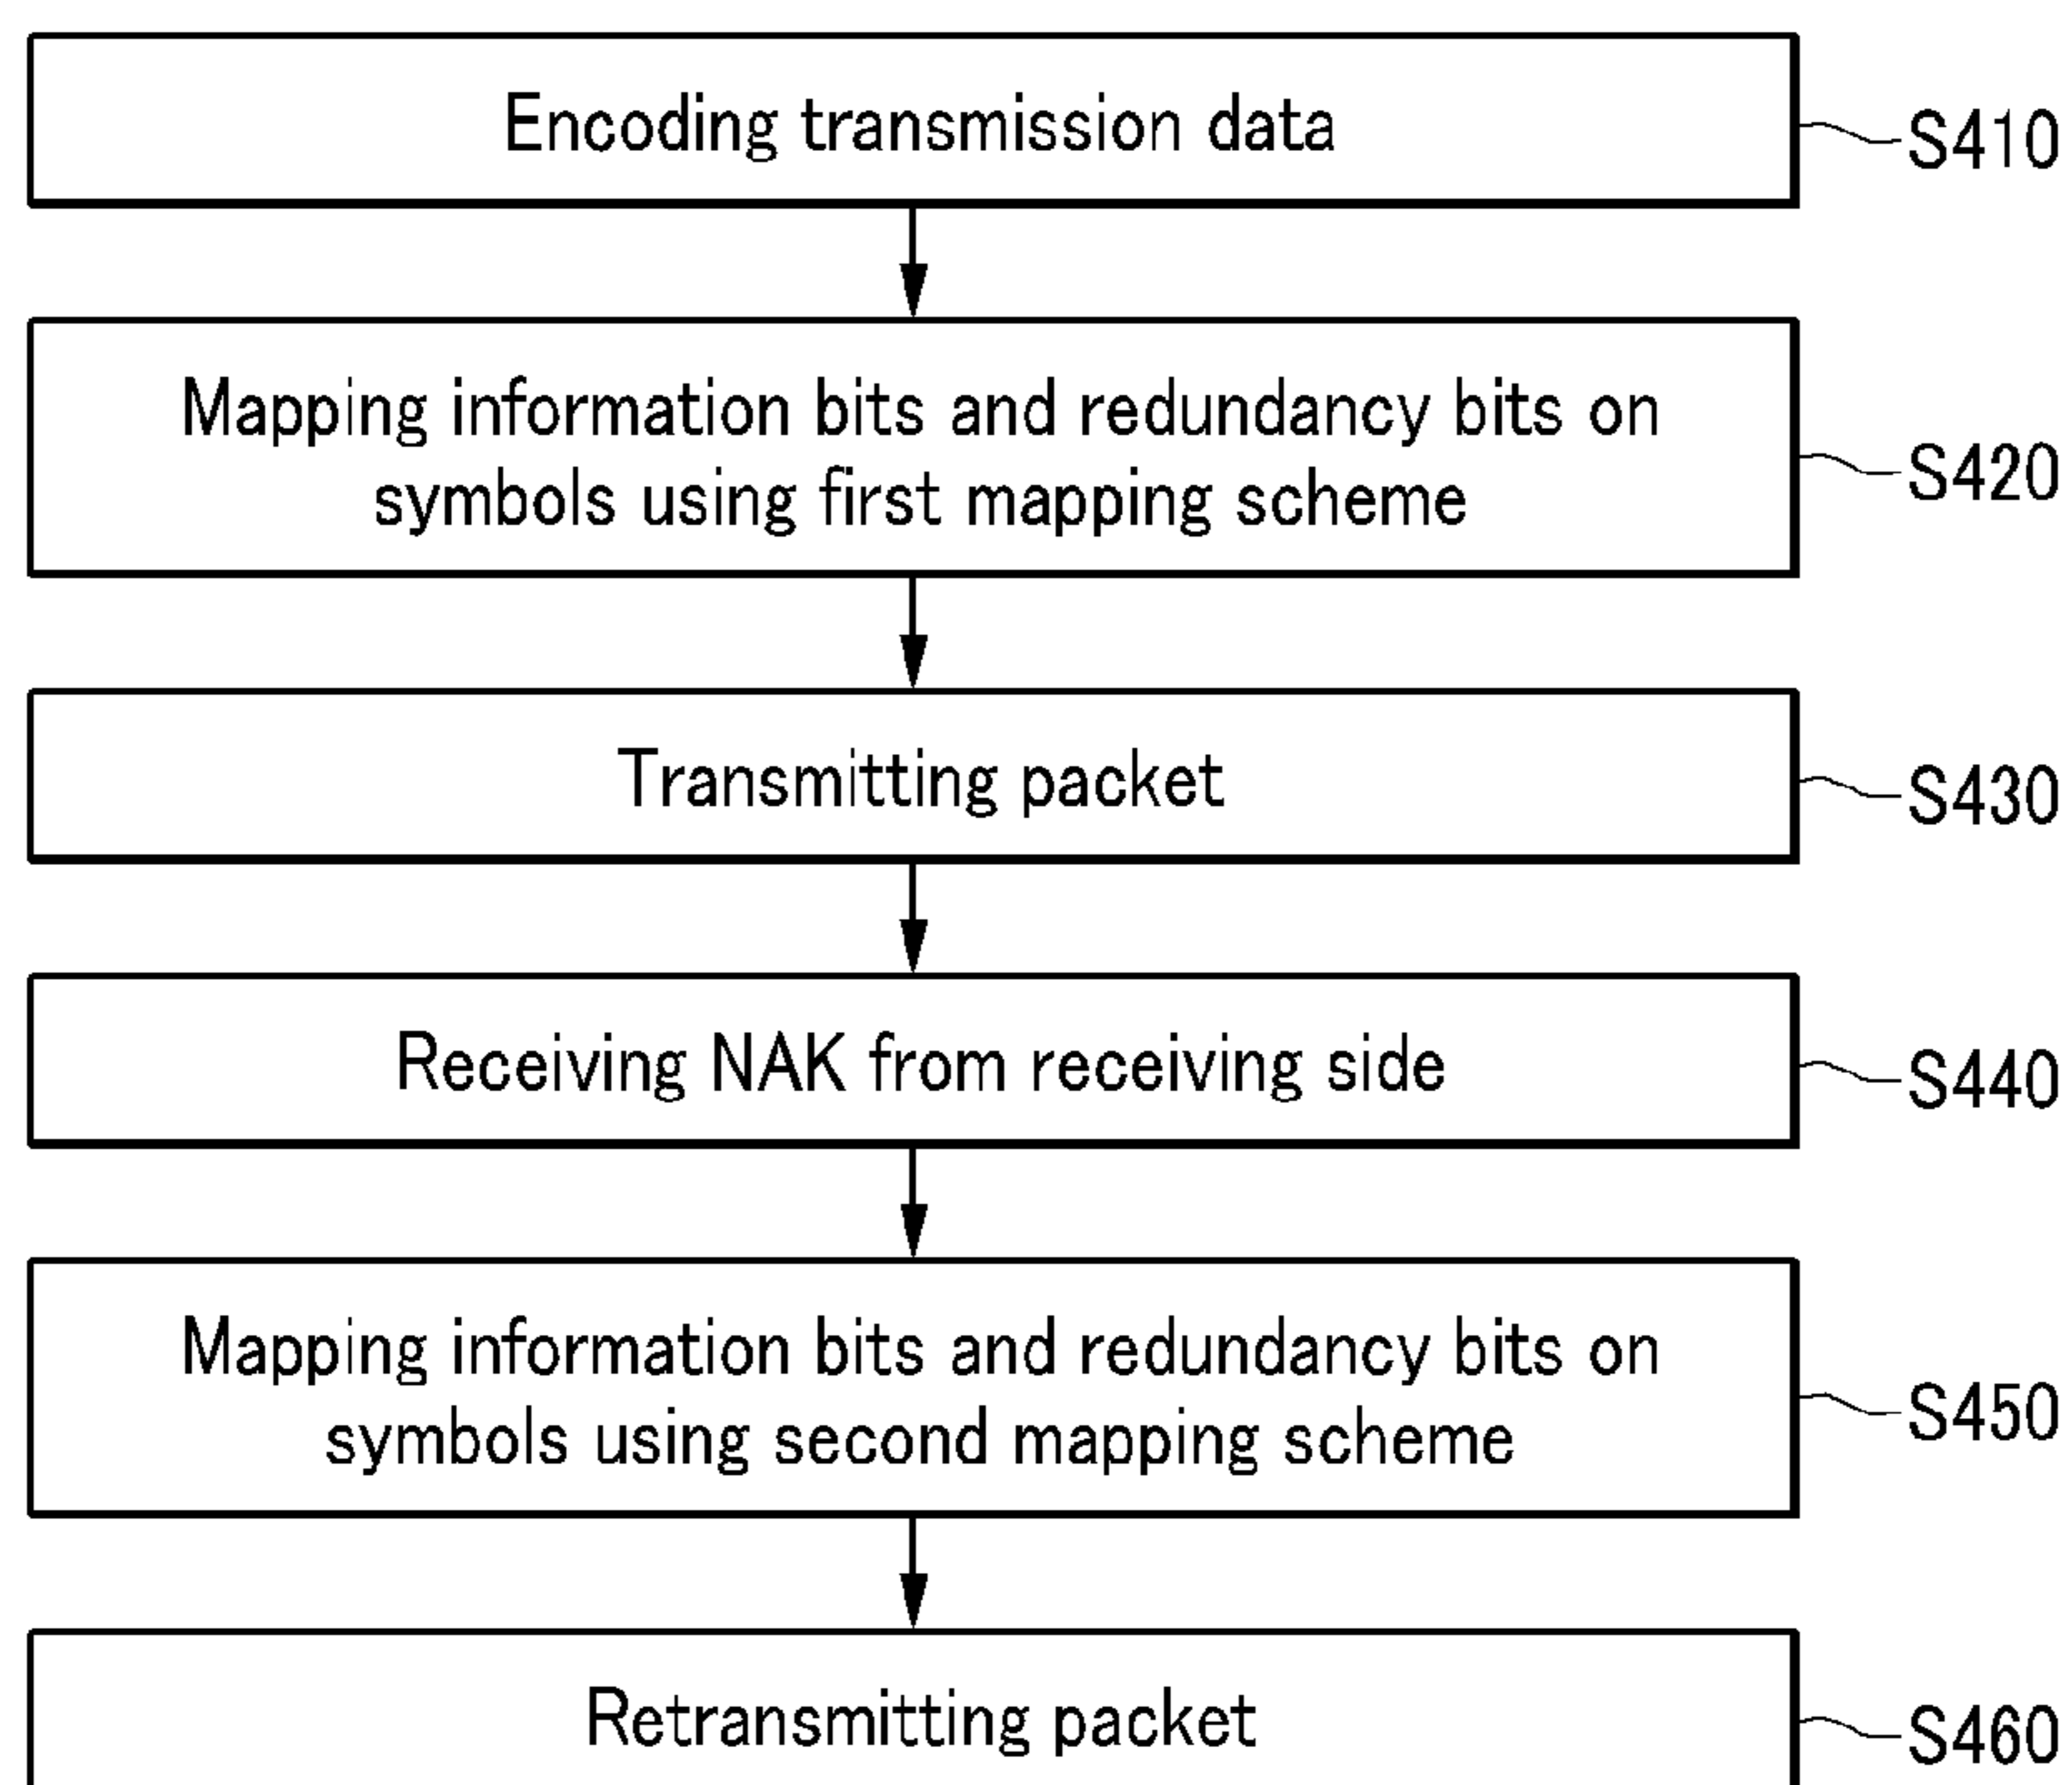 Encoding transmission data
S410
Mapping information bits and redundancy bits on
symbols using first mapping scheme
S420
Transmitting packet
S430
Receiving NAK from receiving side
S440
Mapping information bits and redundancy bits on
symbols using second mapping scheme
S450
Retransmitting packet
S460